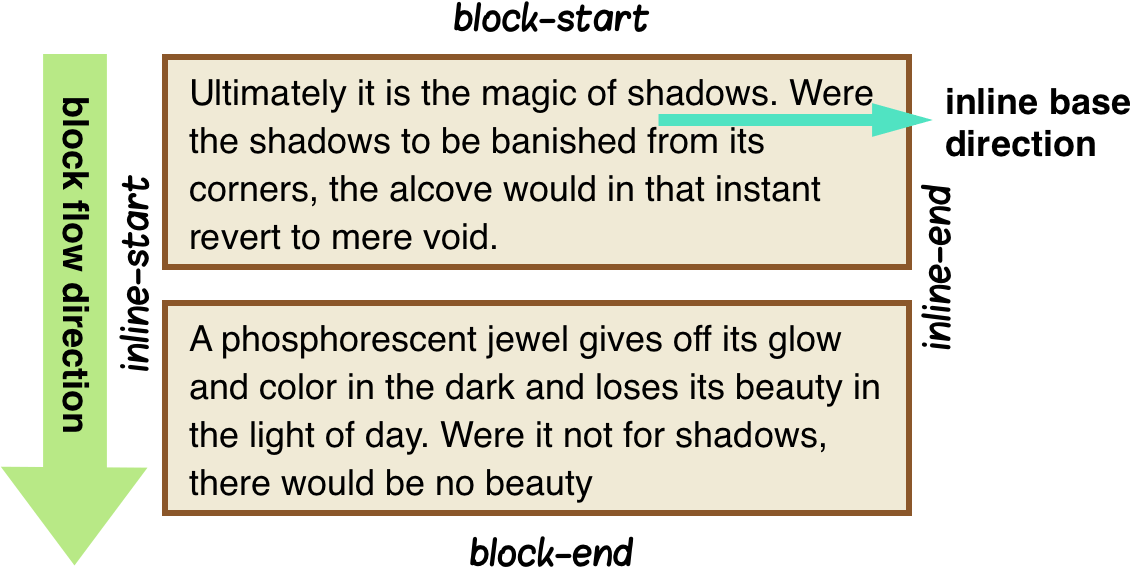 block-start
block flow direction
inline-start
Ultimately it is the magic of shadows. Were
the shadows to be banished from its
corners, the alcove would in that instant
revert to mere void.
inline base
direction
inline-end
A phosphorescent jewel gives off its glow
and color in the dark and loses its beauty in
the light of day. Were it not for shadows,
there would be no beauty
block-end